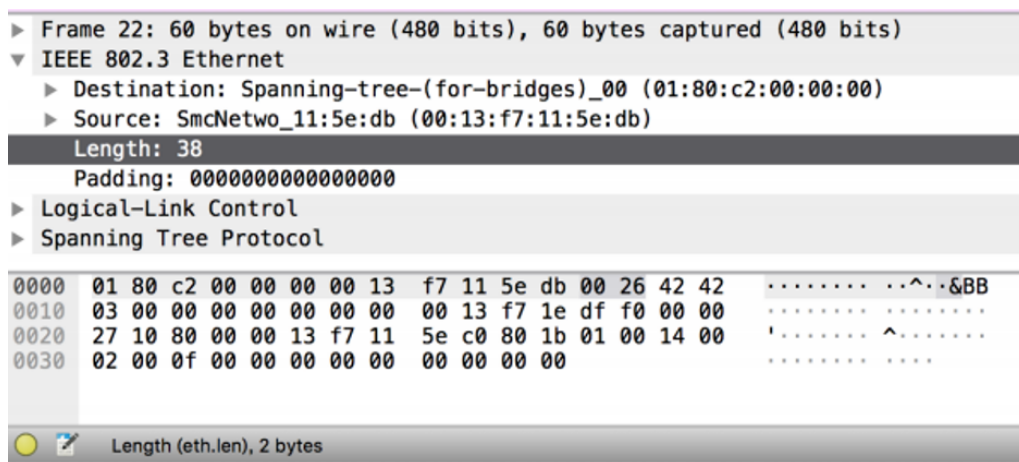 Frame 22: 60 bytes on wire (480 bits), 60 bytes captured (480 bits)
IEEE 802.3 Ethernet
Destination: Spanning-tree-(for-bridges)_00 (01:80:c2:00:00:00)
Source: SmcNetwo_11:5e:db (00:13:f7:11:5e:db)
Length: 38
Padding: 0000000000000000
Logical-Link Control
Spanning Tree Protocol
0000 01 80 c2 00 00 00 00 13 f7 11 5e db 00 26 42 42 ........ ..^..&BB
0010 03 00 00 00 00 00 00 00 00 13 f7 1e df f0 00 00 ........ ........
0020 27 10 80 00 00 13 f7 11 5e c0 80 1b 01 00 14 00 '....... ^.......
0030 02 00 0f 00 00 00 00 00 00 00 00 00 ........ ....
Length (eth.len), 2 bytes